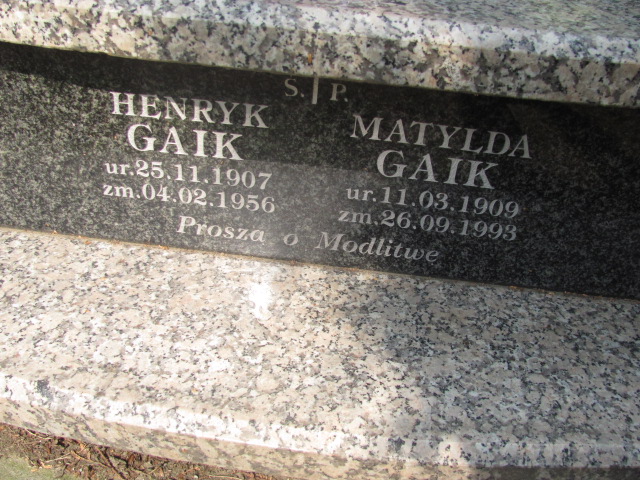 S. P.
HENRYK
GAIK
ur.25.11.1907
zm.04.02.1956
MATYLDA
GAIK
ur.11.03.1909
zm.26.09.1993
Prosza o Modlitwe